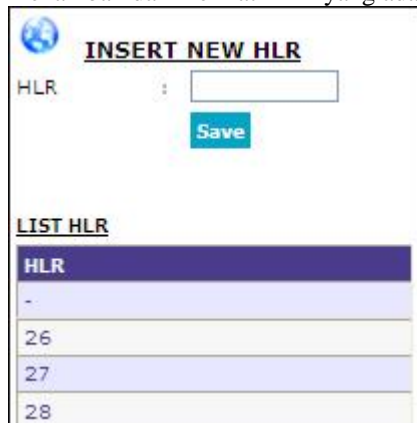 INSERT NEW HLR
HLR :
Save
LIST HLR
HLR
-
26
27
28